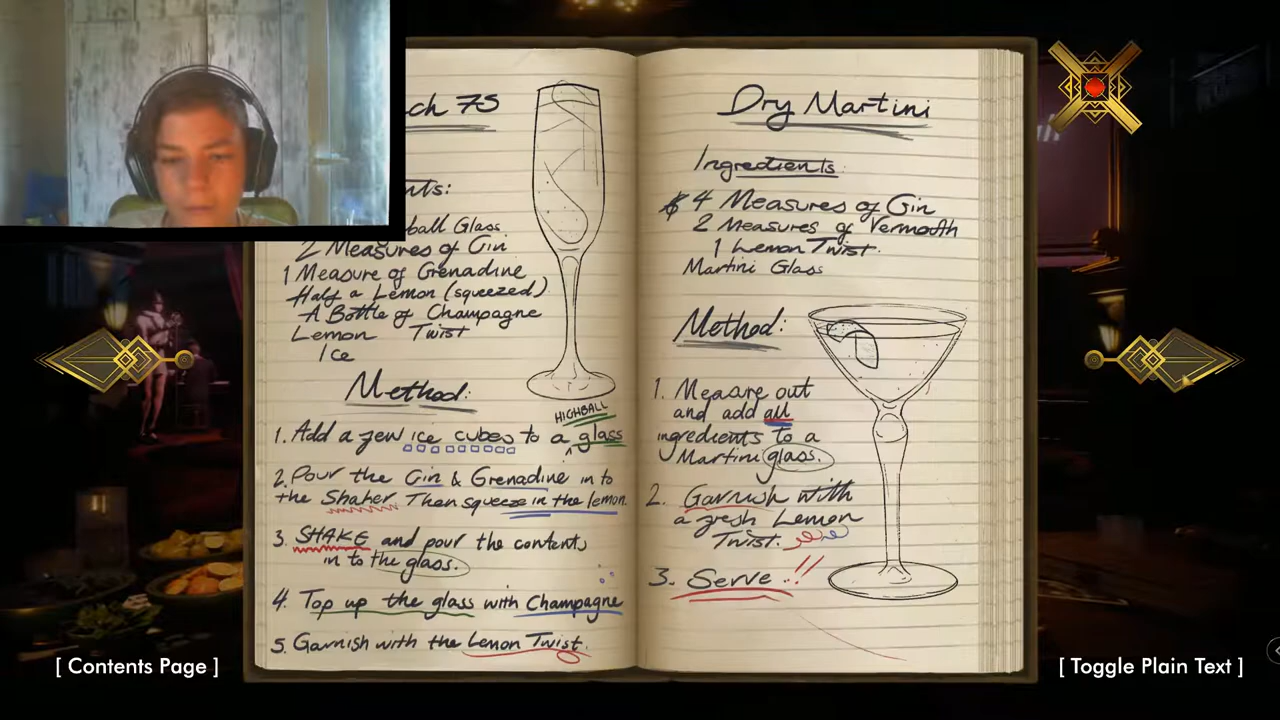 ch 75
nts:
ball Glass
2 Measures of Gin
1 Measure of Grenadine
Half a Lemon (squeezed)
A Bottle of Champagne
Lemon Twist
Ice
Method:
HIGHBALL
1. Add a few ice cubes to a glass
2. Pour the Gin & Grenadine in to
the Shaker. Then squeeze in the lemon.
3. SHAKE and pour the contents
in to the glass.
4. Top up the glass with Champagne
5. Garnish with the Lemon Twist.
Dry Martini
Ingredients:
4 Measures of Gin
2 Measures of Vermouth
1 Lemon Twist.
Martini Glass
Method:
1. Measure out
and add all
ingredients to a
Martini glass.
2. Garnish with
a fresh Lemon
Twist.
3. Serve!!
[ Contents Page ]
[ Toggle Plain Text ]